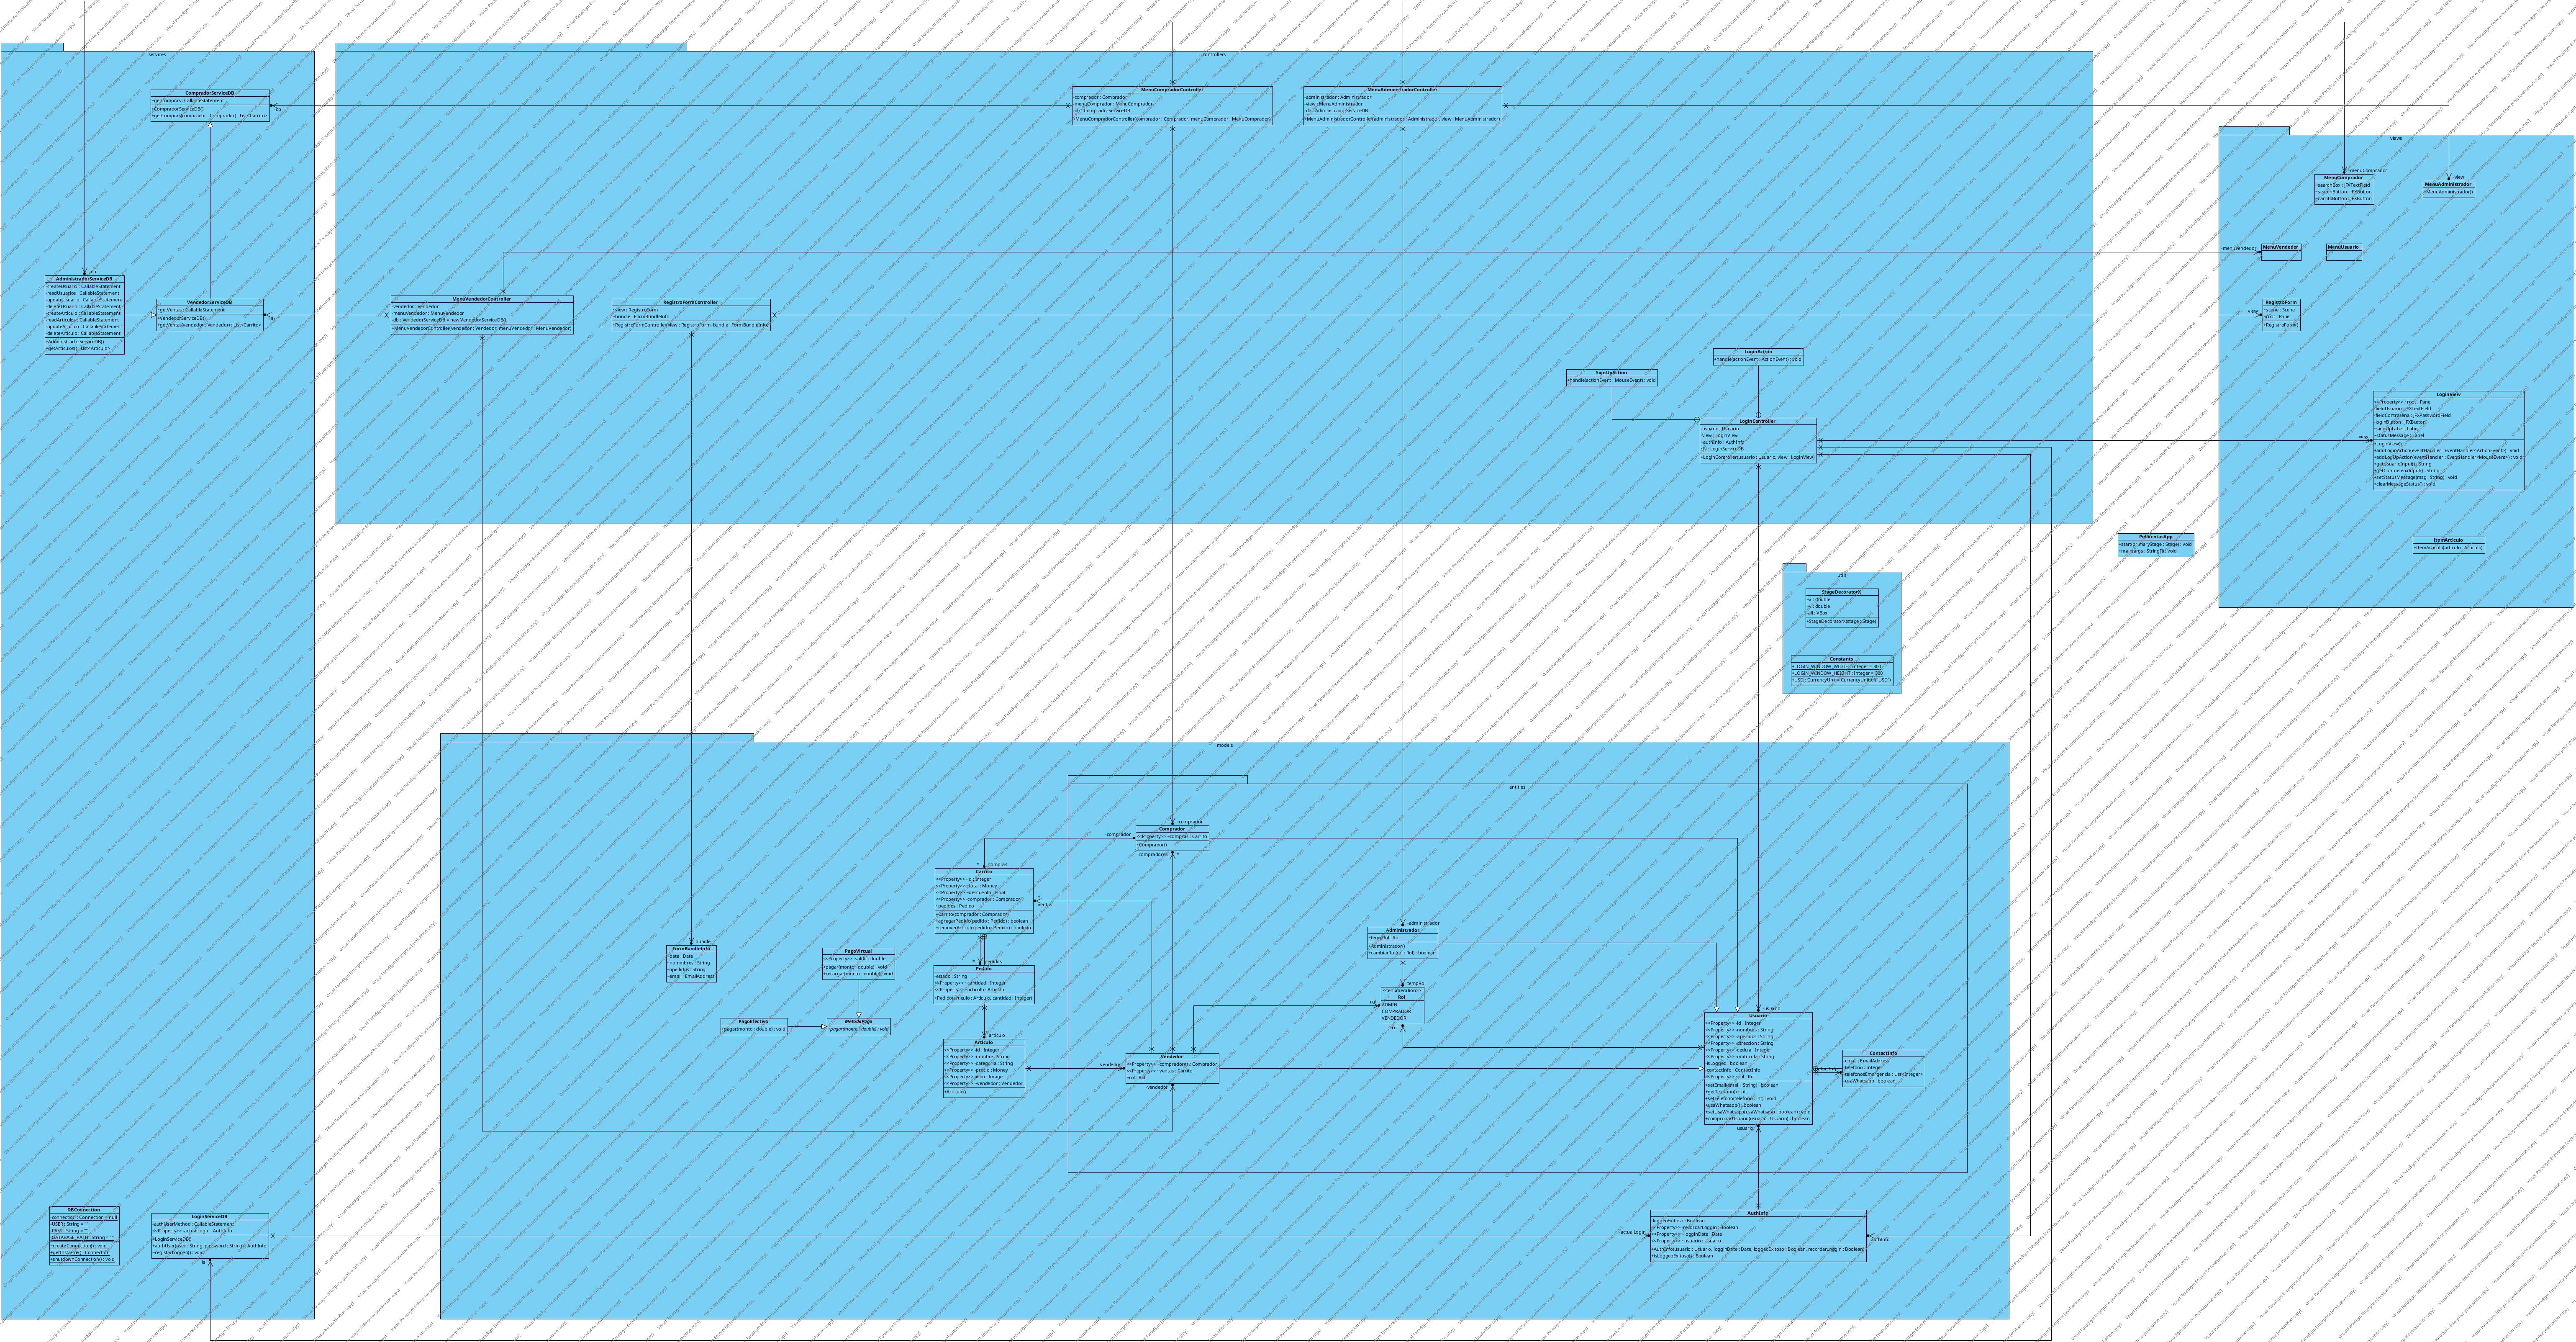 services
CompradorServiceDB
-getCompras : CallableStatement
+CompradorServiceDB()
+getCompras(comprador : Comprador) : List<Carrito>
-db
AdministradorServiceDB
-createUsuario : CallableStatement
-readUsuarios : CallableStatement
-updateUsuario : CallableStatement
-deleteUsuario : CallableStatement
-createArticulo : CallableStatement
-readArticulos : CallableStatement
-updateArticulo : CallableStatement
-deleteArticulo : CallableStatement
+AdministradorServiceDB()
+getArticulos() : List<Articulo>
-db
VendedorServiceDB
-getVentas : CallableStatement
+VendedorServiceDB()
+getVentas(vendedor : Vendedor) : List<Carrito>
-db
DBConnection
-connection : Connection = null
-USER : String = ""
-PASS : String = ""
-DATABASE_PATH : String = ""
-createConnection() : void
+getInstance() : Connection
+shutdownConnection() : void
LoginServiceDB
-authUserMethod : CallableStatement
<<Property>> -actualLogin : AuthInfo
+LoginServiceDB()
+authUser(user : String, password : String) : AuthInfo
-registarLogged() : void
controllers
MenuCompradorController
-comprador : Comprador
-menuComprador : MenuComprador
-db : CompradorServiceDB
+MenuCompradorController(comprador : Comprador, menuComprador : MenuComprador)
MenuAdministradorController
-administrador : Administrador
-view : MenuAdministrador
-db : AdministradorServiceDB
+MenuAdministradorController(administrador : Administrador, view : MenuAdministrador)
MenuVendedorController
-vendedor : Vendedor
-menuVendedor : MenuVendedor
-db : VendedorServiceDB = new VendedorServiceDB()
+MenuVendedorController(vendedor : Vendedor, menuVendedor : MenuVendedor)
RegistroFormController
-view : RegistroForm
-bundle : FormBundleInfo
+RegistroFormController(view : RegistroForm, bundle : FormBundleInfo)
LoginAction
+handle(actionEvent : ActionEvent) : void
SignUpAction
+handle(actionEvent : MouseEvent) : void
LoginController
-usuario : Usuario
-view : LoginView
-authInfo : AuthInfo
-ls : LoginServiceDB
+LoginController(usuario : Usuario, view : LoginView)
views
-menuComprador
MenuComprador
-searchBox : JFXTextField
-searchButton : JFXButton
-carritoButton : JFXButton
-view
MenuAdministrador
+MenuAdministrador()
-menuVendedor
MenuVendedor
MenuUsuario
-view
RegistroForm
-scene : Scene
-root : Pane
+RegistroForm()
-view
LoginView
<<Property>> -root : Pane
-fieldUsuario : JFXTextField
-fieldContrasena : JFXPasswordField
-loginButton : JFXButton
-singUpLabel : Label
-statusMessage : Label
+LoginView()
+addLoginAction(eventHandler : EventHandler<ActionEvent>) : void
+addLogUpAction(eventHandler : EventHandler<MouseEvent>) : void
+getUsuarioInput() : String
+getContrasenaInput() : String
+setStatusMessage(msg : String) : void
+clearMessageStatus() : void
ItemArticulo
+ItemArticulo(articulo : Articulo)
PoliVentasApp
+start(primaryStage : Stage) : void
+main(args : String[]) : void
utils
StageDecoratorX
-x : double
-y : double
-all : VBox
+StageDecoratorX(stage : Stage)
Constants
+LOGIN_WINDOW_WIDTH : Integer = 300
+LOGIN_WINDOW_HEIGHT : Integer = 300
+USD : CurrencyUnit = CurrencyUnit.of("USD")
models
entities
-comprador
Comprador
<<Property>> -compras : Carrito
+Comprador()
-comprador
compradores
*
* -compras
Carrito
<<Property>> -id : Integer
<<Property>> -total : Money
<<Property>> -descuento : Float
<<Property>> -comprador : Comprador
-pedidos : Pedido
+Carrito(comprador : Comprador)
+agregarPedido(pedido : Pedido) : boolean
+removerArticulo(pedido : Pedido) : boolean
*
-ventas
* -pedidos
Pedido
-estado : String
<<Property>> -cantidad : Integer
<<Property>> -articulo : Articulo
+Pedido(articulo : Articulo, cantidad : Integer)
-articulo
Articulo
<<Property>> -id : Integer
<<Property>> -nombre : String
<<Property>> -categoria : String
<<Property>> -precio : Money
<<Property>> -icon : Image
<<Property>> -vendedor : Vendedor
+Articulo()
-bundle
FormBundleInfo
-date : Date
-nommbres : String
-apellidos : String
-email : EmailAddress
PagoVirtual
<<Property>> -saldo : double
+pagar(monto : double) : void
+recargar(monto : double) : void
PagoEfectivo
+pagar(monto : double) : void
MetodoPago
+pagar(monto : double) : void
-administrador
Administrador
-tempRol : Rol
+Administrador()
+cambiarRol(rol : Rol) : boolean
-tempRol
<<enumeration>>
Rol
ADMIN
COMPRADOR
VENDEDOR
-rol
-rol
-vendedor
Vendedor
<<Property>> -compradores : Comprador
<<Property>> -ventas : Carrito
-rol : Rol
-vendedor
-usuario
Usuario
<<Property>> -id : Integer
<<Property>> -nombres : String
<<Property>> -apellidos : String
<<Property>> -direccion : String
<<Property>> -cedula : Integer
<<Property>> -matricula : String
-isLogged : boolean
-contactInfo : ContactInfo
<<Property>> -rol : Rol
+setEmail(email : String) : boolean
+getTelefono() : int
+setTelefono(telefono : int) : void
+usaWhatsapp() : boolean
+setUsaWhatsapp(usaWhatsapp : boolean) : void
+comprobarUsuario(usuario : Usuario) : boolean
-usuario
-contactInfo
ContactInfo
-email : EmailAddress
-telefono : Integer
-telefonosEmergencia : List<Integer>
-usaWhatsapp : boolean
-actualLogin
AuthInfo
-loggeoExitoso : Boolean
<<Property>> -recordarLoggin : Boolean
<<Property>> -logginDate : Date
<<Property>> -usuario : Usuario
+AuthInfo(usuario : Usuario, logginDate : Date, loggeoExitoso : Boolean, recordarLoggin : Boolean)
+isLoggeoExitoso() : Boolean
-authInfo
-ls
Visual Paradigm Enterprise [evaluation copy]